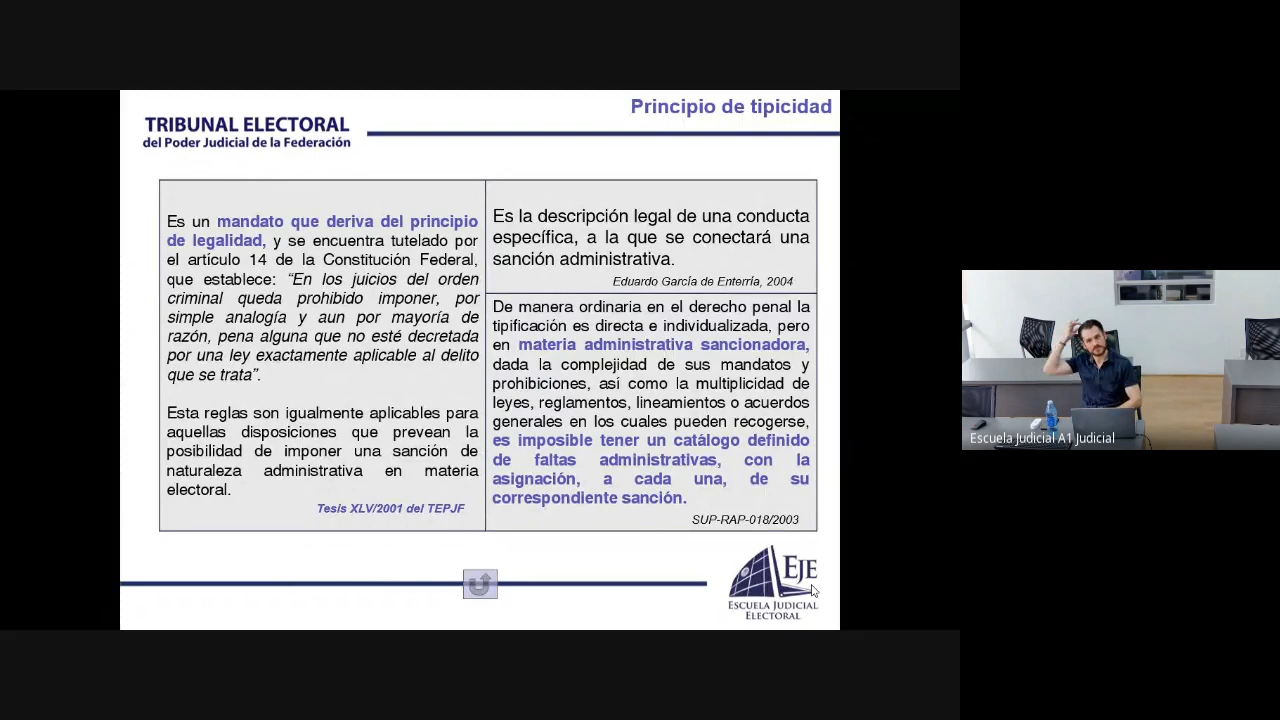 Principio de tipicidad
TRIBUNAL ELECTORAL
del Poder Judicial de la Federación
Es un mandato que deriva del principio
de legalidad, y se encuentra tutelado por
el artículo 14 de la Constitución Federal,
que establece: “En los juicios del orden
criminal queda prohibido imponer, por
simple analogía y aun por mayoría de
razón, pena alguna que no esté decretada
por una ley exactamente aplicable al delito
que se trata”.
Esta reglas son igualmente aplicables para
aquellas disposiciones que prevean la
posibilidad de imponer una sanción de
naturaleza administrativa en materia
electoral.
Tesis XLV/2001 del TEPJF
Es la descripción legal de una conducta
específica, a la que se conectará una
sanción administrativa.
Eduardo García de Enterría, 2004
De manera ordinaria en el derecho penal la
tipificación es directa e individualizada, pero
en materia administrativa sancionadora,
dada la complejidad de sus mandatos y
prohibiciones, así como la multiplicidad de
leyes, reglamentos, lineamientos o acuerdos
generales en los cuales pueden recogerse,
es imposible tener un catálogo definido
de faltas administrativas, con la
asignación, a cada una, de su
correspondiente sanción.
SUP-RAP-018/2003
EJE
ESCUELA JUDICIAL
ELECTORAL
Escuela Judicial A1 Judicial